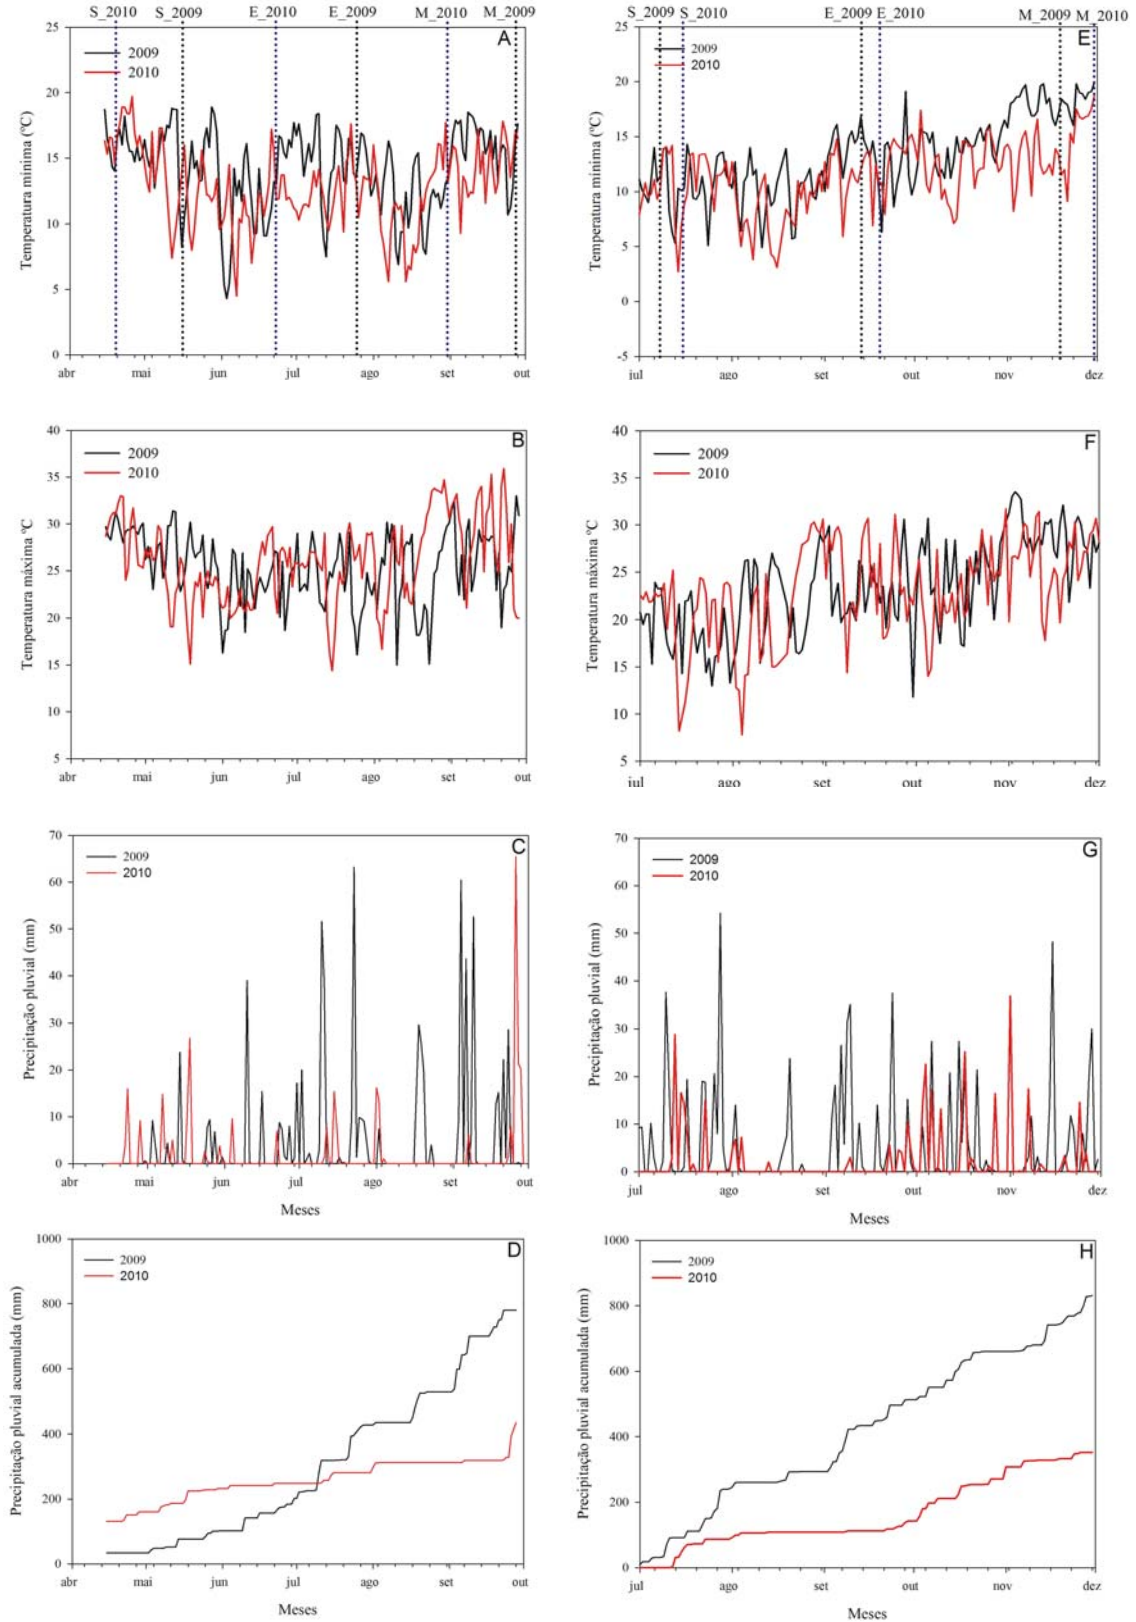 S_2010 S_2009 E_2010 E_2009 M_2010 M_2009
25
20
15
10
5
0
Temperatura mínima (ºC)
A
2009
2010
abr mai jun jul ago set out
S_2009 S_2010 E_2009 E_2010 M_2009 M_2010
25
20
15
10
5
0
-5
Temperatura mínima (ºC)
E
2009
2010
jul ago set out nov dez
40
35
30
25
20
15
10
5
Temperatura máxima ºC
B
2009
2010
abr mai jun jul ago set out
40
35
30
25
20
15
10
5
Temperatura máxima ºC
F
2009
2010
jul ago set out nov dez
70
60
50
40
30
20
10
0
Precipitação pluvial (mm)
C
2009
2010
abr mai jun jul ago set out
Meses
70
60
50
40
30
20
10
0
Precipitação pluvial (mm)
G
2009
2010
jul ago set out nov dez
Meses
1000
800
600
400
200
0
Precipitação pluvial acumulada (mm)
D
2009
2010
abr mai jun jul ago set out
Meses
1000
800
600
400
200
0
Precipitação pluvial acumulada (mm)
H
2009
2010
jul ago set out nov dez
Meses